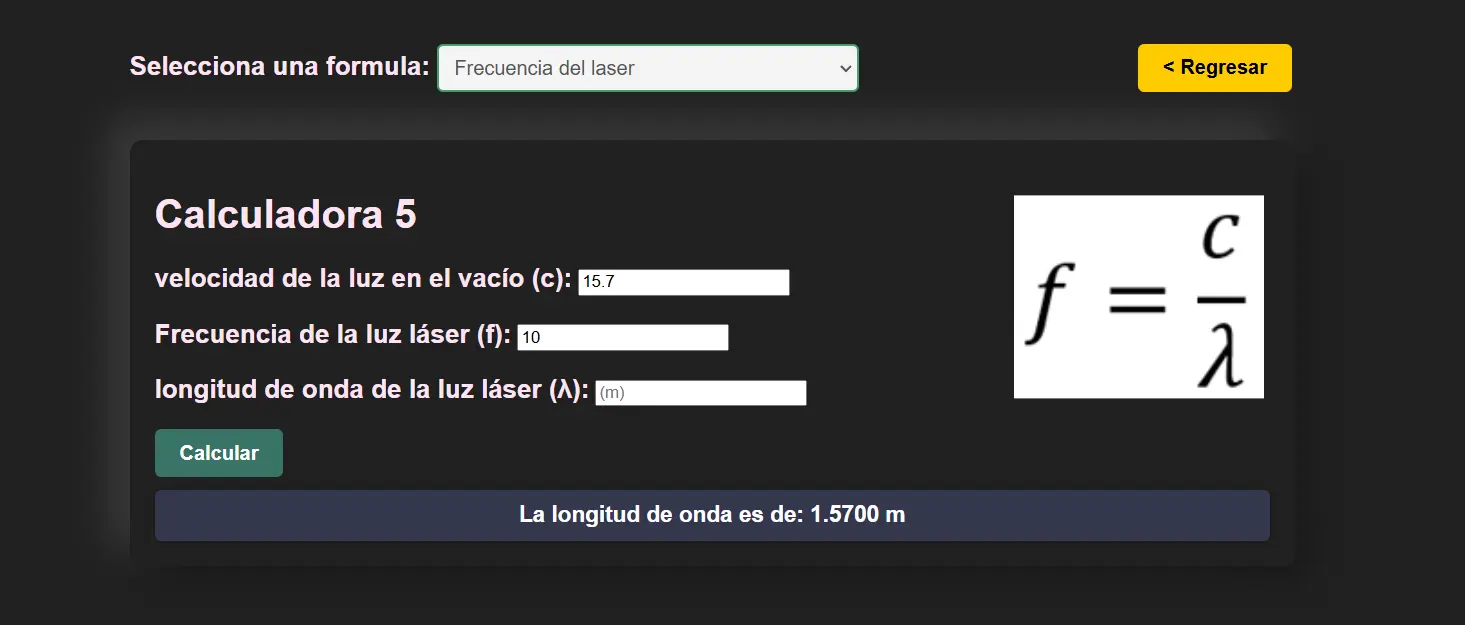 Selecciona una formula: Frecuencia del laser
< Regresar
Calculadora 5
velocidad de la luz en el vacío (c): 15.7
Frecuencia de la luz láser (f): 10
longitud de onda de la luz láser (λ): (m)
f = c / λ
Calcular
La longitud de onda es de: 1.5700 m